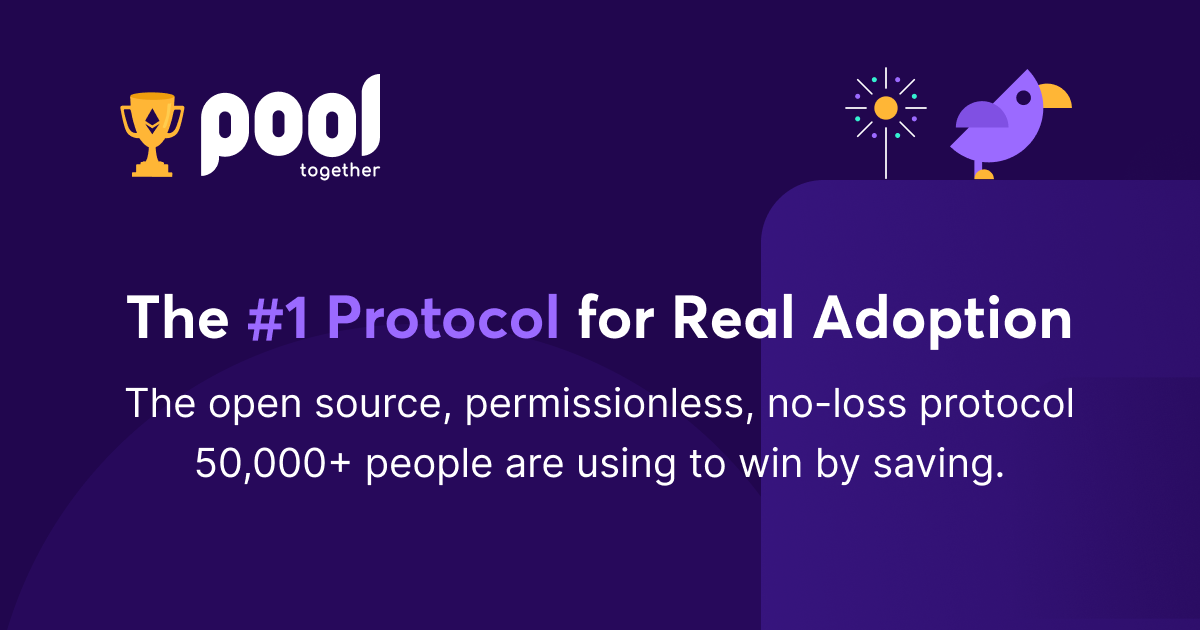 pool
together
The #1 Protocol for Real Adoption
The open source, permissionless, no-loss protocol
50,000+ people are using to win by saving.